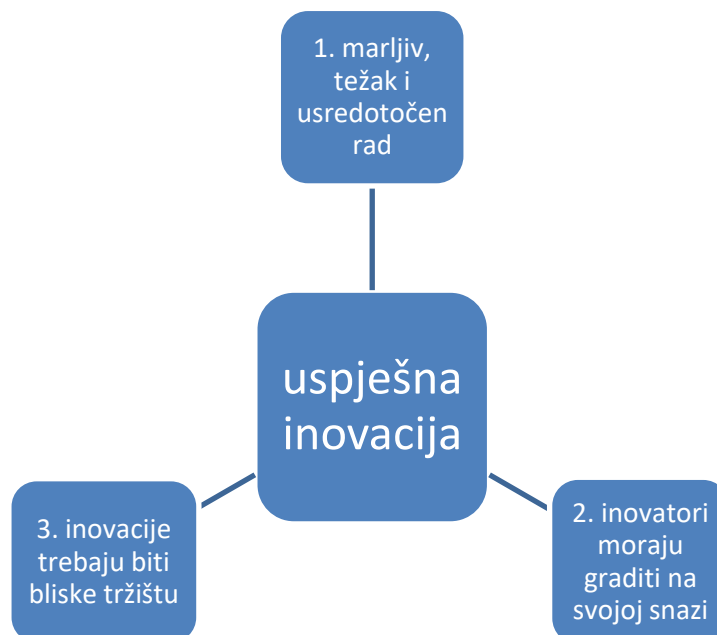 1. marljiv,
težak i
usredotočen
rad
uspješna
inovacija
3. inovacije
trebaju biti
bliske tržištu
2. inovatori
moraju
graditi na
svojoj snazi